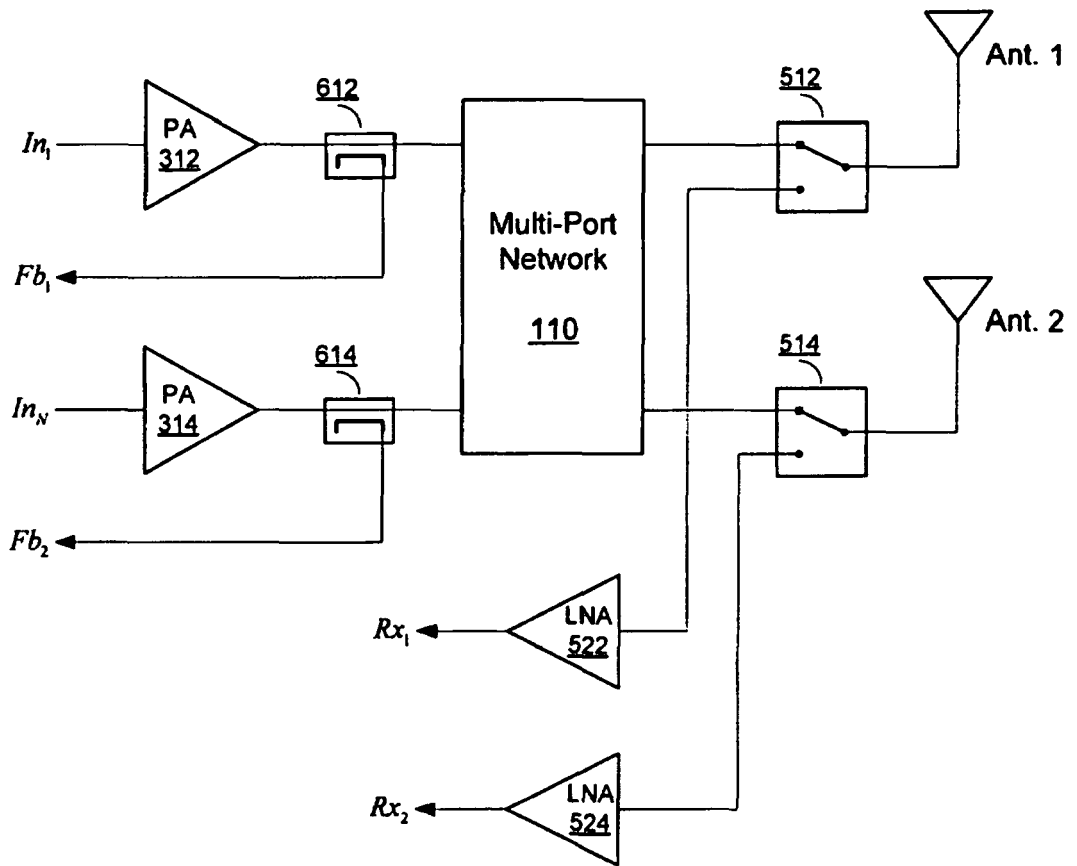 Ant. 1
612
512
PA
312
In₁
Multi-Port
Network
110
Fb₁
Ant. 2
614
514
PA
314
In_N
Fb₂
LNA
522
Rx₁
LNA
524
Rx₂